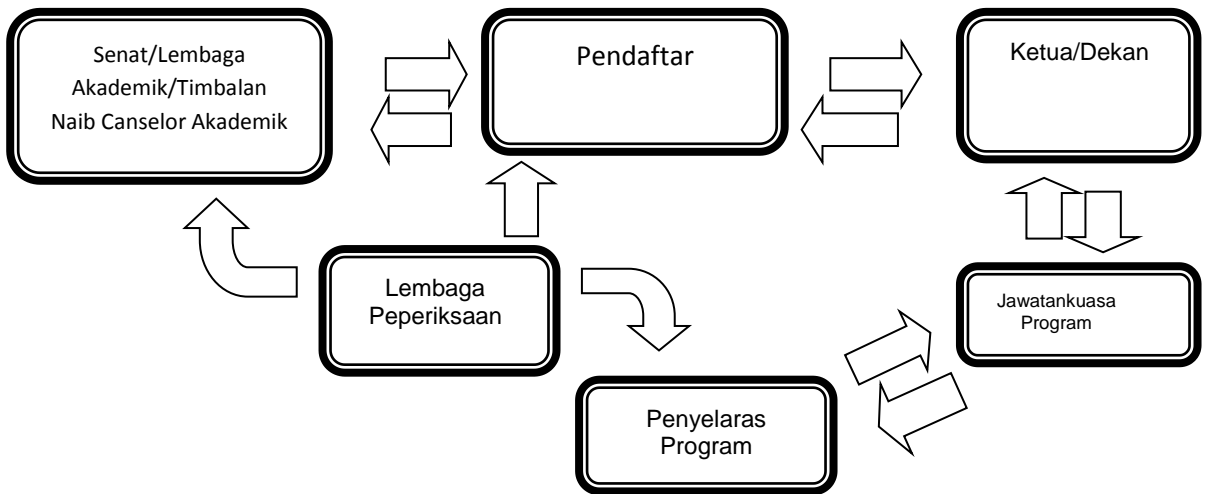 Senat/Lembaga
Akademik/Timbalan
Naib Canselor Akademik
Pendaftar
Ketua/Dekan
Lembaga
Peperiksaan
Jawatankuasa
Program
Penyelaras
Program